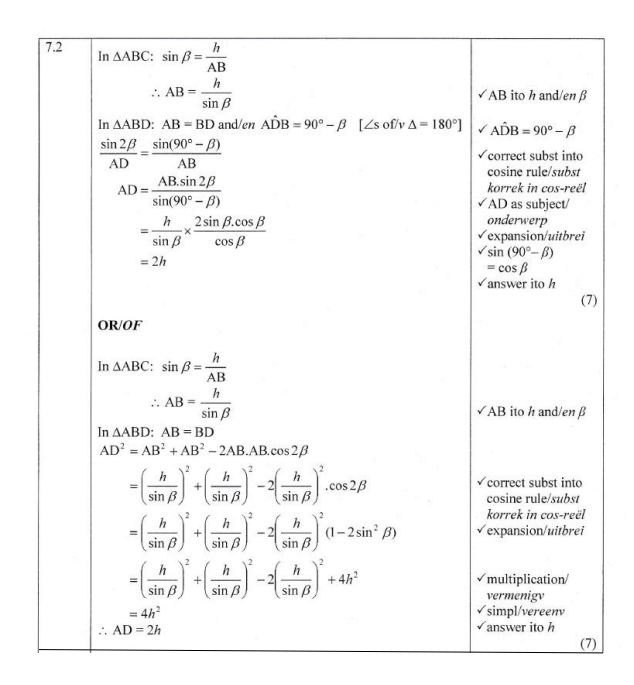 7.2
In ΔABC: sin β = h/AB
∴ AB = h/sin β
✓AB ito h and/en β
In ΔABD: AB = BD and/en AD̂B = 90° − β [∠s of/v Δ = 180°]
✓ AD̂B = 90° − β
sin 2β/AD = sin(90° − β)/AB
✓correct subst into
cosine rule/subst
korrek in cos-reël
AD = AB.sin 2β/sin(90° − β)
✓AD as subject/
onderwerp
= h/sin β × 2 sin β.cos β/cos β
✓expansion/uitbrei
✓sin (90°− β)
= cos β
= 2h
✓answer ito h
(7)
OR/OF
In ΔABC: sin β = h/AB
∴ AB = h/sin β
✓AB ito h and/en β
In ΔABD: AB = BD
AD² = AB² + AB² − 2AB.AB.cos 2β
= (h/sin β)² + (h/sin β)² − 2(h/sin β)².cos 2β
✓correct subst into
cosine rule/subst
korrek in cos-reël
= (h/sin β)² + (h/sin β)² − 2(h/sin β)²(1 − 2sin² β)
✓expansion/uitbrei
= (h/sin β)² + (h/sin β)² − 2(h/sin β)² + 4h²
✓multiplication/
vermenigv
= 4h²
✓simpl/vereenv
∴ AD = 2h
✓answer ito h
(7)